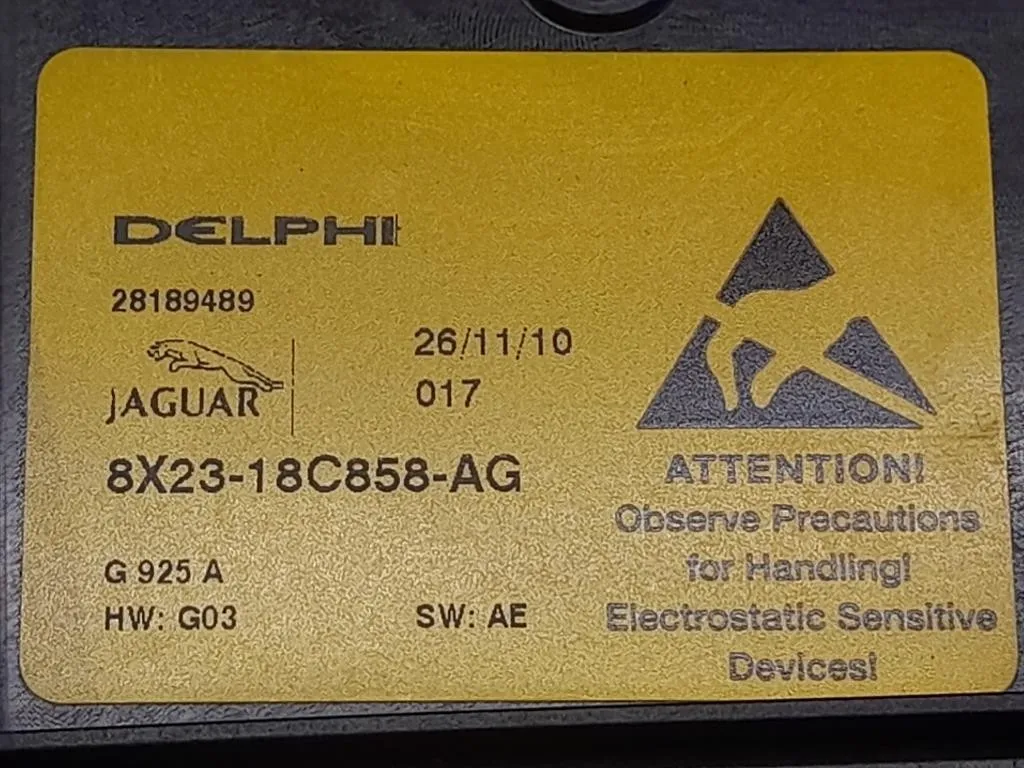 DELPHI
28189489
JAGUAR
26/11/10
017
8X23-18C858-AG
G 925 A
HW: G03
SW: AE
ATTENTION!
Observe Precautions
for Handling!
Electrostatic Sensitive
Devices!